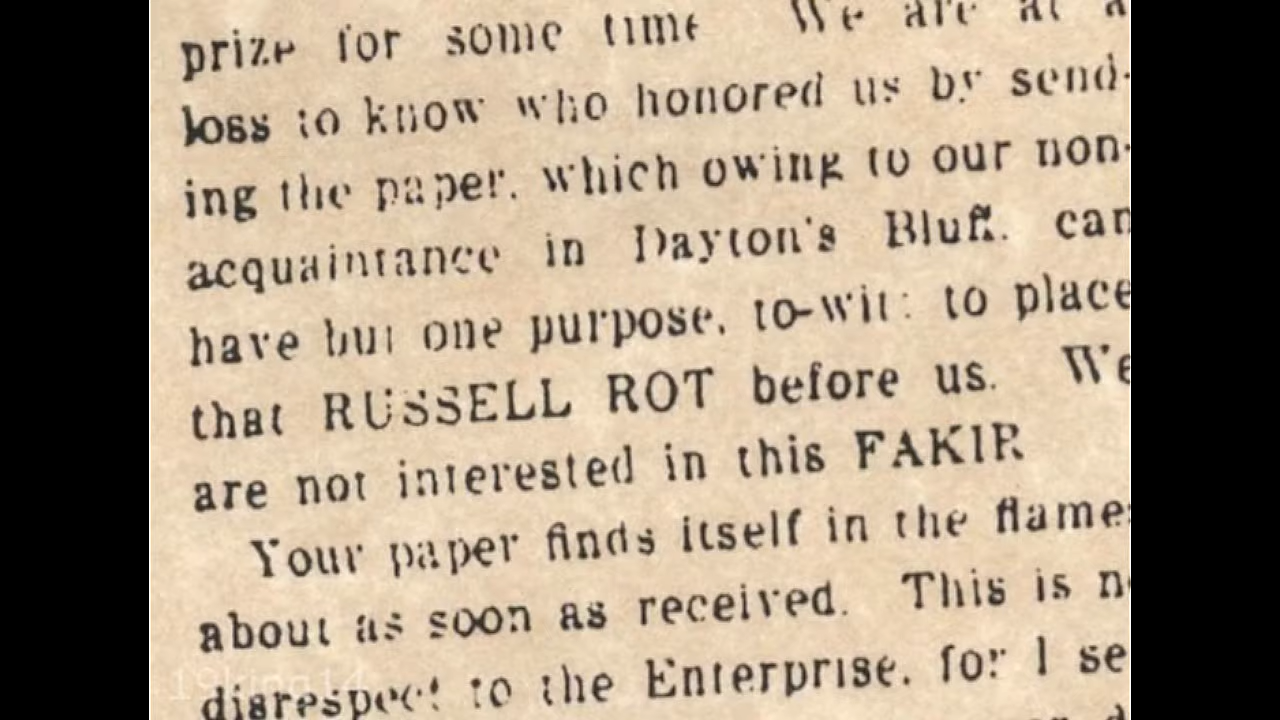 prize for some time We are at a
loss to know who honored us by send-
ing the paper, which owing to our non-
acquaintance in Dayton's Bluff, can
have but one purpose, to-wit: to place
that RUSSELL ROT before us. We
are not interested in this FAKIR
Your paper finds itself in the flames
about as soon as received. This is
disrespect to the Enterprise, for I